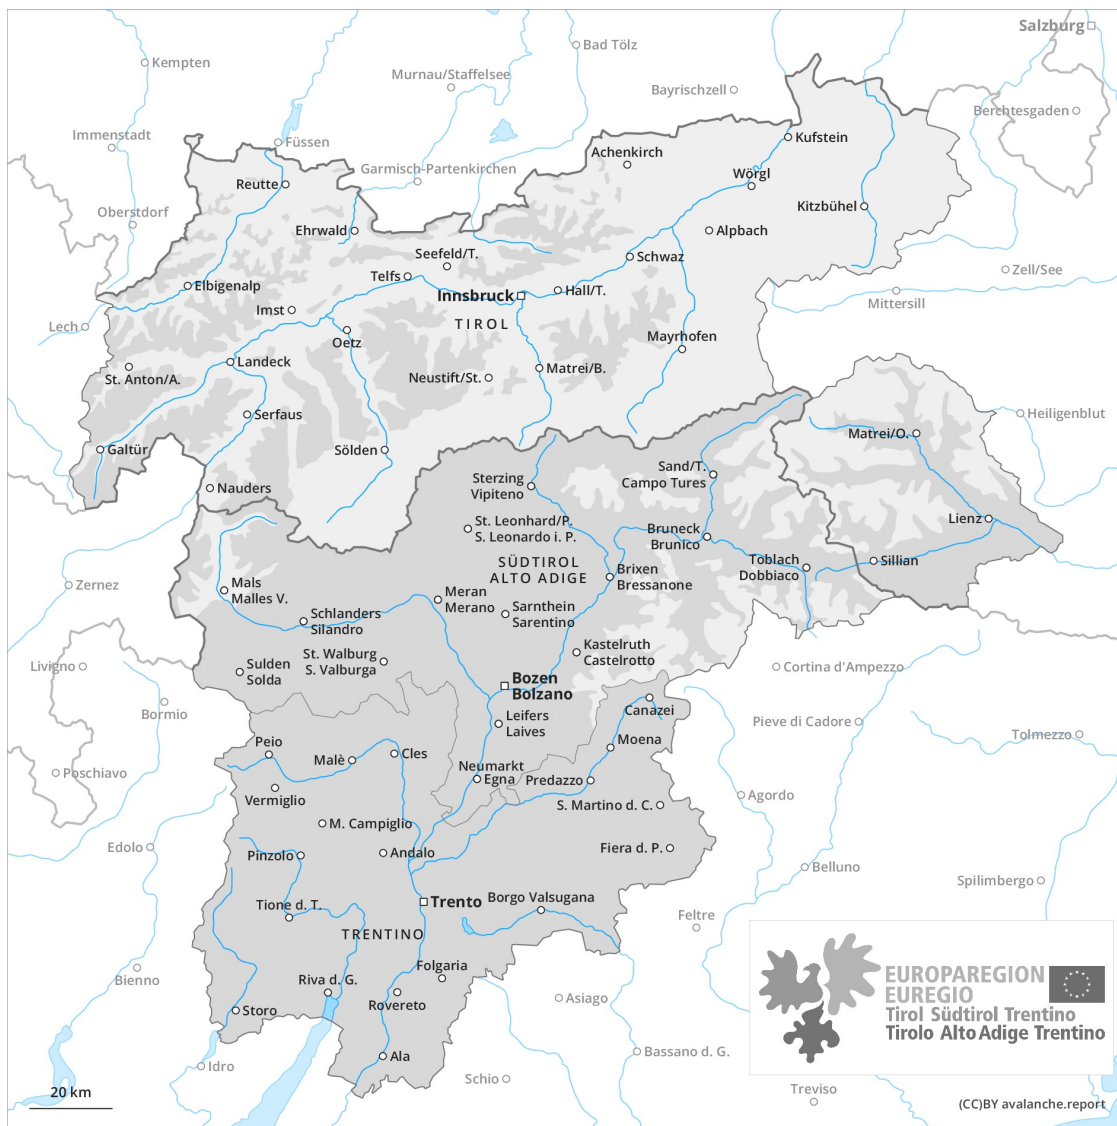 Salzburg
Bad Tölz
Kempten
Murnau/Staffelsee
Bayrischzell
Berchtesgaden
Immenstadt
Füssen
Kufstein
Achenkirch
Garmisch-Partenkirchen
Wörgl
Reutte
Kitzbühel
Oberstdorf
Ehrwald
Alpbach
Seefeld/T.
Schwaz
Zell/See
Telfs
Elbigenalp
Hall/T.
Innsbruck
Mittersill
Imst
TIROL
Lech
Oetz
Mayrhofen
Landeck
Matrei/B.
St. Anton/A.
Neustift/St.
Serfaus
Heiligenblut
Matrei/O.
Galtür
Sölden
Sterzing
Vipiteno
Sand/T.
Campo Tures
Nauders
Lienz
St. Leonhard/P.
S. Leonardo i. P.
Bruneck
Brunico
SÜDTIROL
ALTO ADIGE
Toblach
Dobbiaco
Sillian
Brixen
Bressanone
Zernez
Mals
Malles V.
Meran
Merano
Schlanders
Silandro
Sarnthein
Sarentino
Kastelruth
Castelrotto
St. Walburg
S. Valburga
Livigno
Sulden
Solda
Cortina d'Ampezzo
Bozen
Bolzano
Bormio
Canazei
Leifers
Laives
Pieve di Cadore
Tolmezzo
Moena
Peio
Cles
Malè
Poschiavo
Neumarkt
Egna
Predazzo
Vermiglio
Agordo
S. Martino d. C.
M. Campiglio
Edolo
Fiera d. P.
Pinzolo
Andalo
Belluno
Spilimbergo
Tione d. T.
Trento
Borgo Valsugana
Feltre
TRENTINO
Folgaria
Bienno
Riva d. G.
Rovereto
Asiago
Storo
Ala
Bassano d. G.
Idro
Schio
Treviso
EUROPAREGION
EUREGIO
Tirol Südtirol Trentino
Tirolo Alto Adige Trentino
20 km
(CC)BY avalanche.report